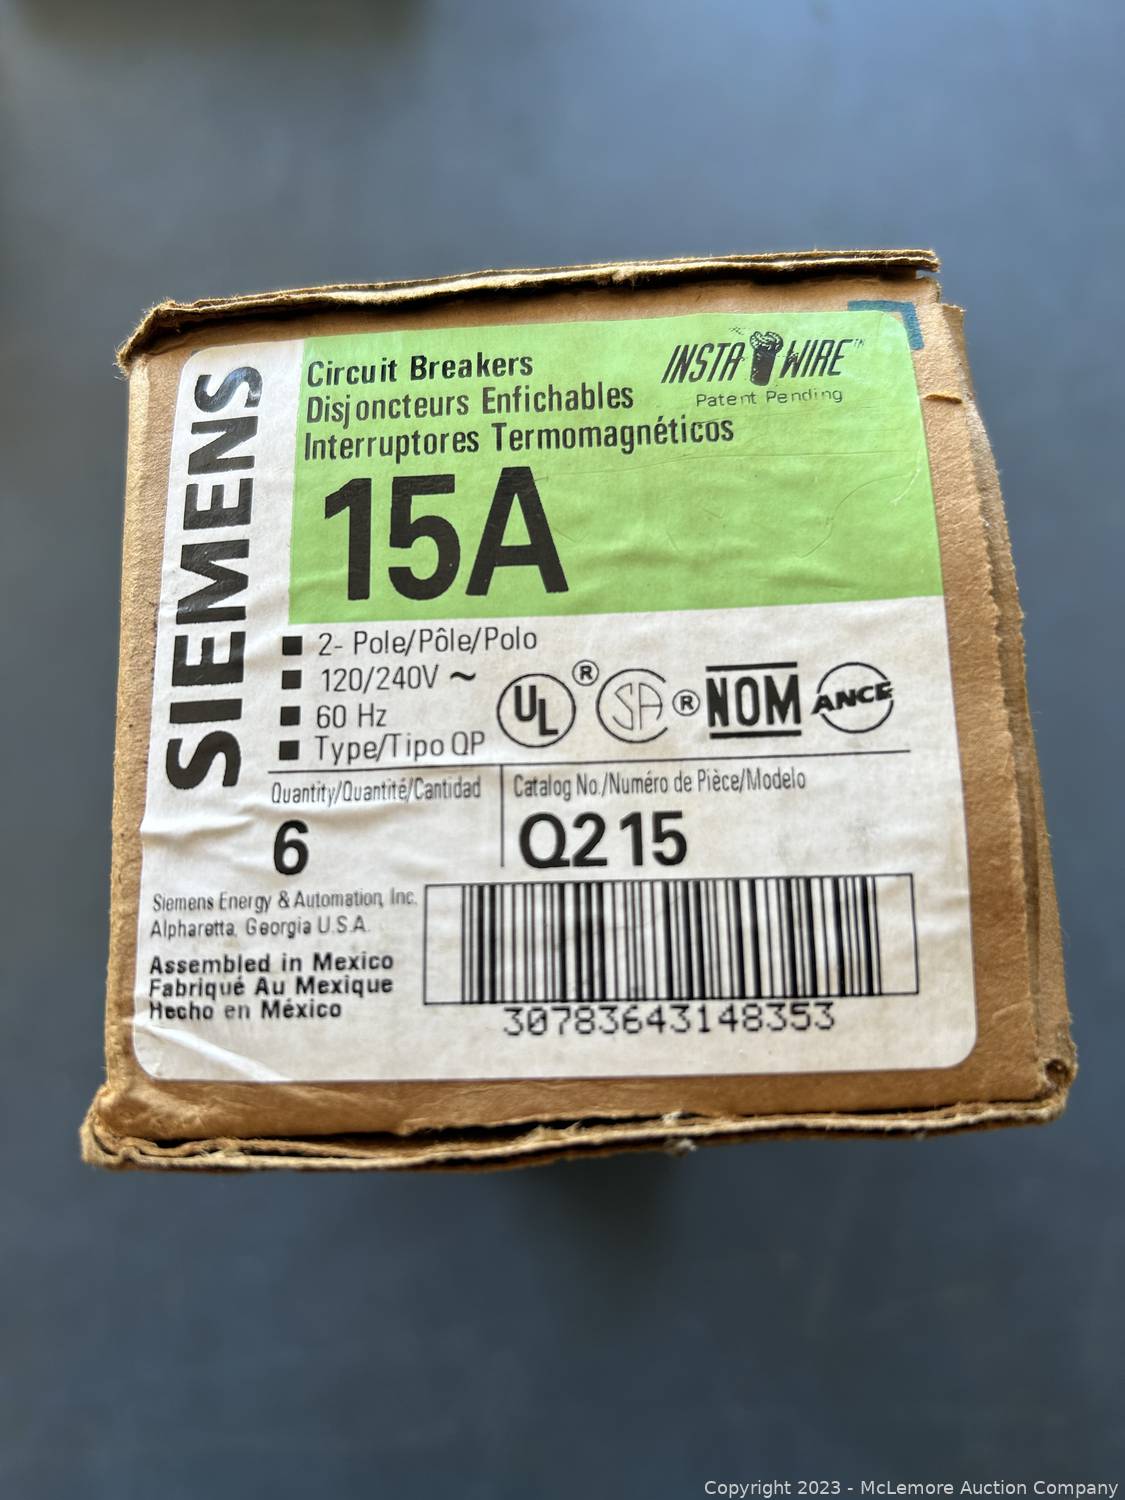 SIEMENS
Circuit Breakers
Disjoncteurs Enfichables
Interruptores Termomagnéticos
INSTA WIRE™
Patent Pending
15A
2- Pole/Pôle/Polo
120/240V ~
60 Hz
Type/Tipo QP
UL® SA® NOM ANCE
Quantity/Quantité/Cantidad
6
Catalog No./Numéro de Pièce/Modelo
Q215
Siemens Energy & Automation, Inc.
Alpharetta, Georgia U.S.A.
Assembled in Mexico
Fabriqué Au Mexique
Hecho en México
30783643148353
Copyright 2023 - McLemore Auction Company